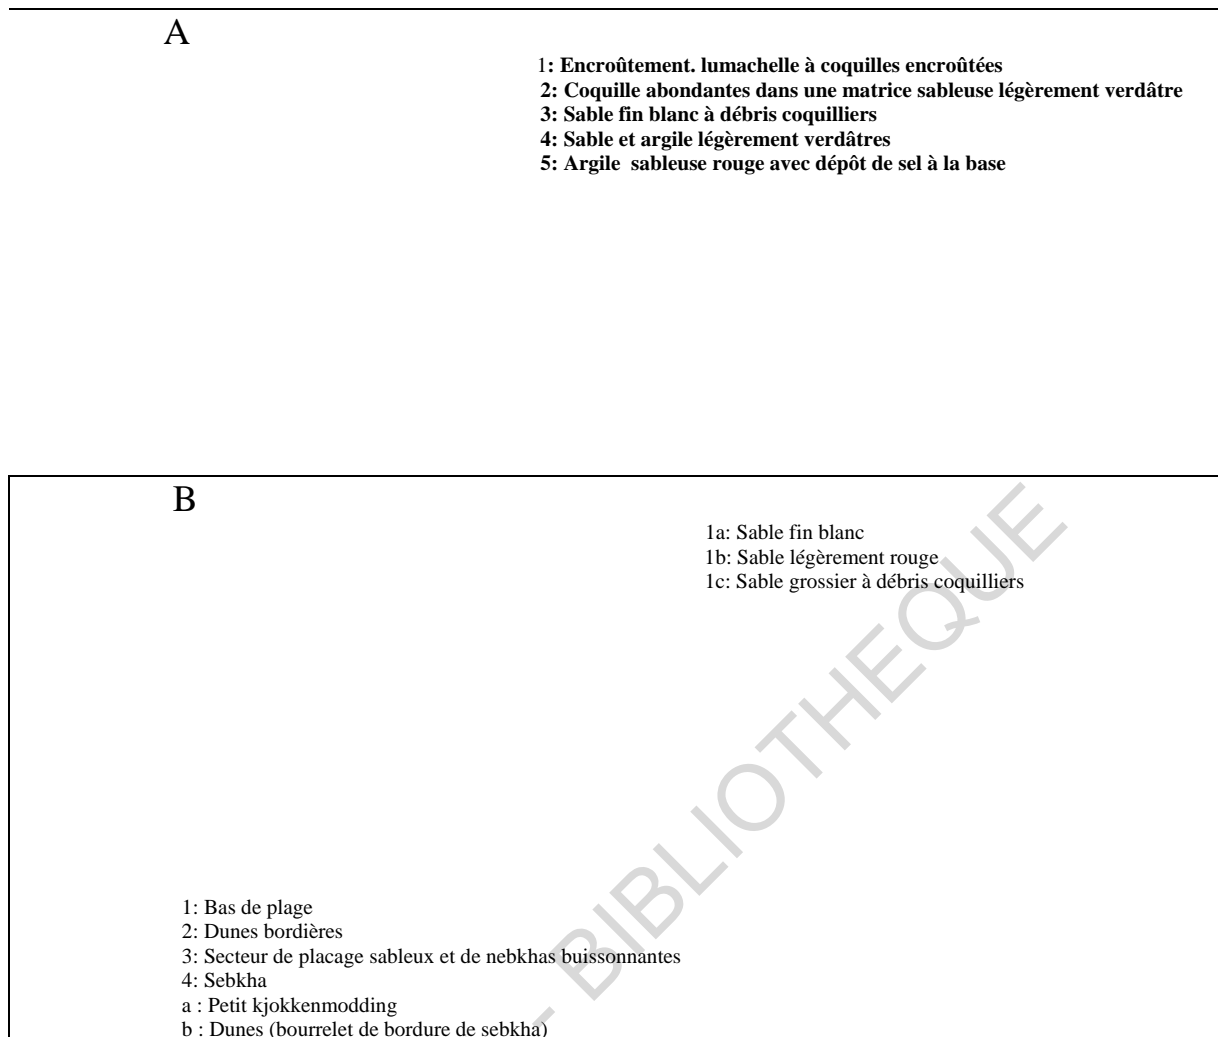 A
1: Encroûtement. lumachelle à coquilles encroûtées
2: Coquille abondantes dans une matrice sableuse légèrement verdâtre
3: Sable fin blanc à débris coquilliers
4: Sable et argile légèrement verdâtres
5: Argile sableuse rouge avec dépôt de sel à la base
B
1a: Sable fin blanc
1b: Sable légèrement rouge
1c: Sable grossier à débris coquilliers
1: Bas de plage
2: Dunes bordières
3: Secteur de placage sableux et de nebkhas buissonnantes
4: Sebkha
a : Petit kjokkenmodding
b : Dunes (bourrelet de bordure de sebkha)
- BIBLIOTHEQUE